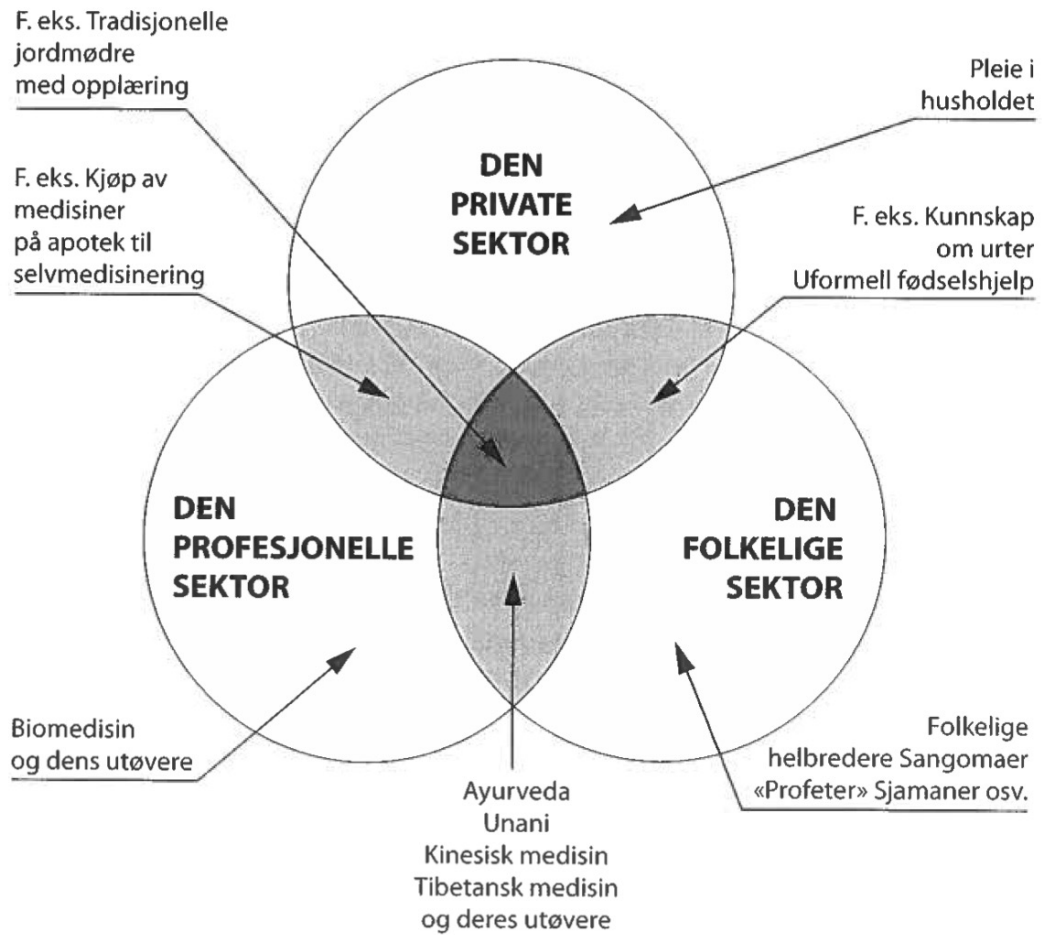 F. eks. Tradisjonelle
jordmødre
med opplæring
Pleie i
husholdet
DEN
PRIVATE
SEKTOR
F. eks. Kjøp av
medisiner
på apotek til
selvmedisinering
F. eks. Kunnskap
om urter
Uformell fødselshjelp
DEN
PROFESJONELLE
SEKTOR
DEN
FOLKELIGE
SEKTOR
Biomedisin
og dens utøvere
Ayurveda
Unani
Kinesisk medisin
Tibetansk medisin
og deres utøvere
Folkelige
helbredere Sangomaer
«Profeter» Sjamaner osv.